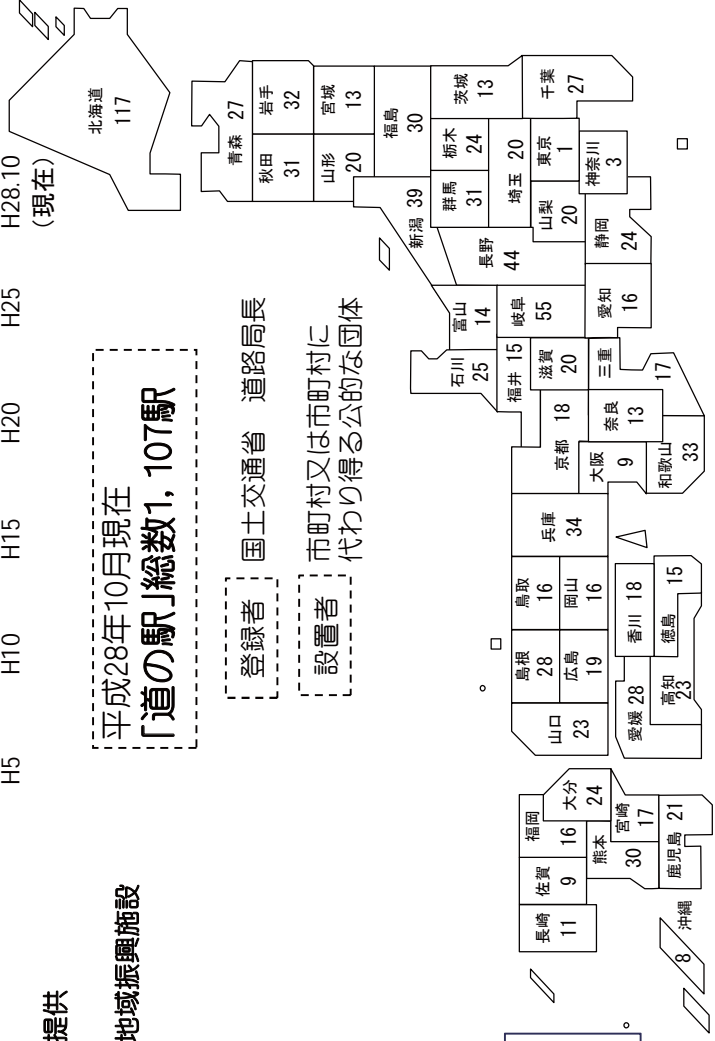 H5
H10
H15
H20
H25
H28.10
(現在)
提供
地域振興施設
平成28年10月現在
「道の駅」総数1,107駅
登録者
国土交通省 道路局長
設置者
市町村又は市町村に
代わり得る公的な団体
北海道
117
青森 27
秋田
31
岩手
32
山形
20
宮城
13
福島
30
新潟 39
群馬
31
栃木
24
茨城
13
埼玉 20
千葉
27
東京
1
神奈川
3
山梨
20
長野
44
静岡
24
富山
14
岐阜
55
愛知
16
石川
25
福井 15
滋賀
20
三重
17
京都 18
奈良
13
大阪
9
和歌山
33
兵庫
34
鳥取
16
岡山
16
島根
28
広島
19
山口
23
香川 18
徳島 15
愛媛 28
高知
23
福岡
16
大分
24
佐賀
9
長崎
11
熊本
30
宮崎
17
鹿児島 21
沖縄
8